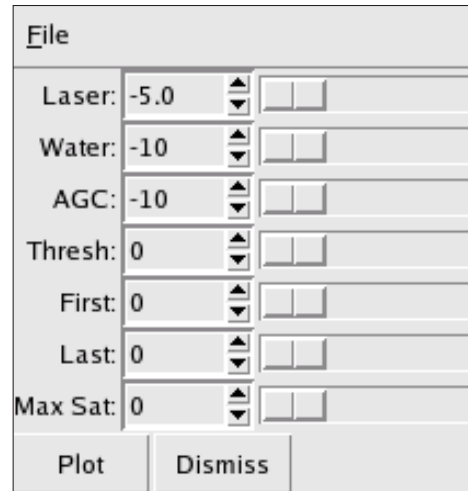 File
Laser: -5.0
Water: -10
AGC: -10
Thresh: 0
First: 0
Last: 0
Max Sat: 0
Plot Dismiss